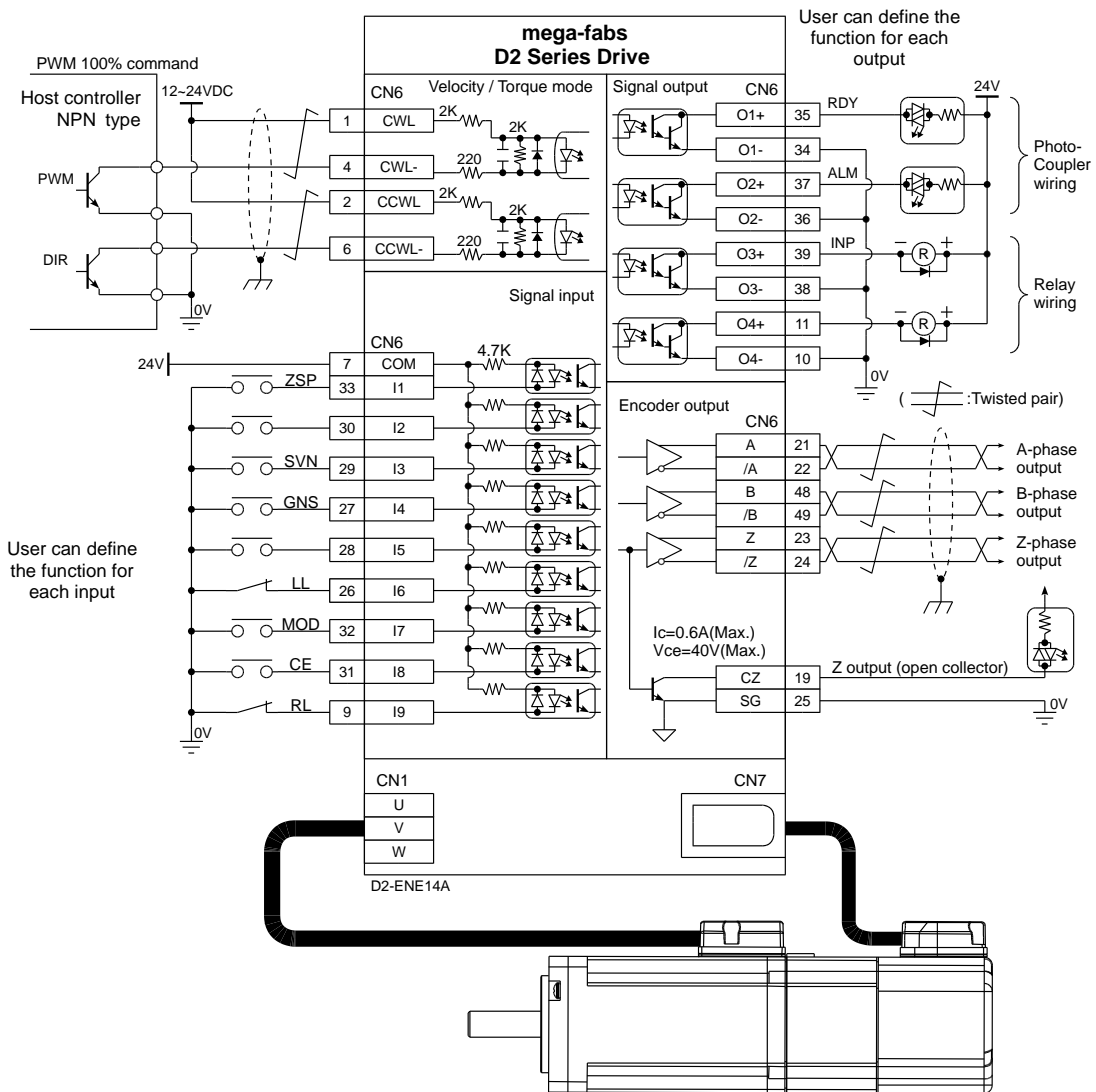 mega-fabs
D2 Series Drive
User can define the
function for each
output
PWM 100% command
Host controller
NPN type
12~24VDC
PWM
DIR
0V
CN6
Velocity / Torque mode
1 CWL 2K
2K
4 CWL- 220
2 CCWL 2K
2K
6 CCWL- 220
Signal output
CN6
24V
O1+ 35 RDY
O1- 34
O2+ 37 ALM
O2- 36
O3+ 39 INP
O3- 38
O4+ 11
O4- 10
− R +
− R +
0V
Photo-
Coupler
wiring
Relay
wiring
Signal input
CN6
24V 7 COM 4.7K
ZSP 33 I1
30 I2
SVN 29 I3
GNS 27 I4
28 I5
LL 26 I6
MOD 32 I7
CE 31 I8
RL 9 I9
0V
User can define
the function for
each input
Encoder output
( :Twisted pair)
CN6
A 21
/A 22
B 48
/B 49
Z 23
/Z 24
A-phase
output
B-phase
output
Z-phase
output
Ic=0.6A(Max.)
Vce=40V(Max.)
CZ 19 Z output (open collector)
SG 25
0V
CN1
U
V
W
CN7
D2-ENE14A